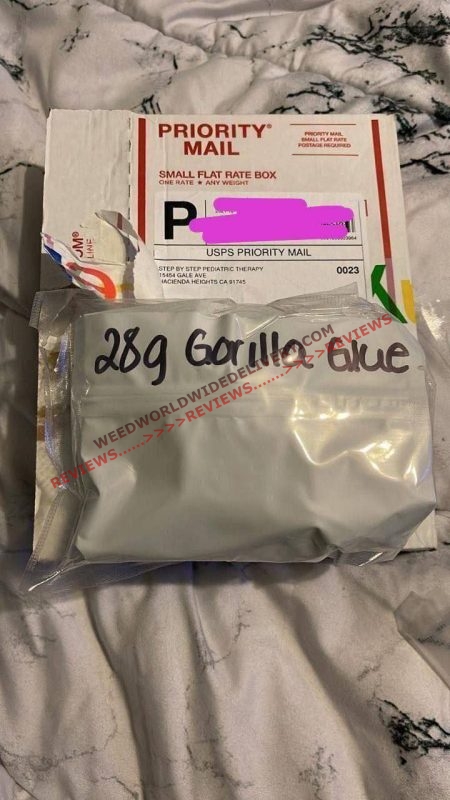 PRIORITY®
MAIL
PRIORITY MAIL
SMALL FLAT RATE
POSTAGE REQUIRED
SMALL FLAT RATE BOX
ONE RATE ★ ANY WEIGHT
P
USPS PRIORITY MAIL
STEP BY STEP PEDIATRIC THERAPY
15464 GALE AVE
HACIENDA HEIGHTS CA 91745
0023
28g Gorilla Glue
WEEDWORLDWIDEDELIVER.COM
REVIEWS......>>>>REVIEWS.......>>>> REVIEWS